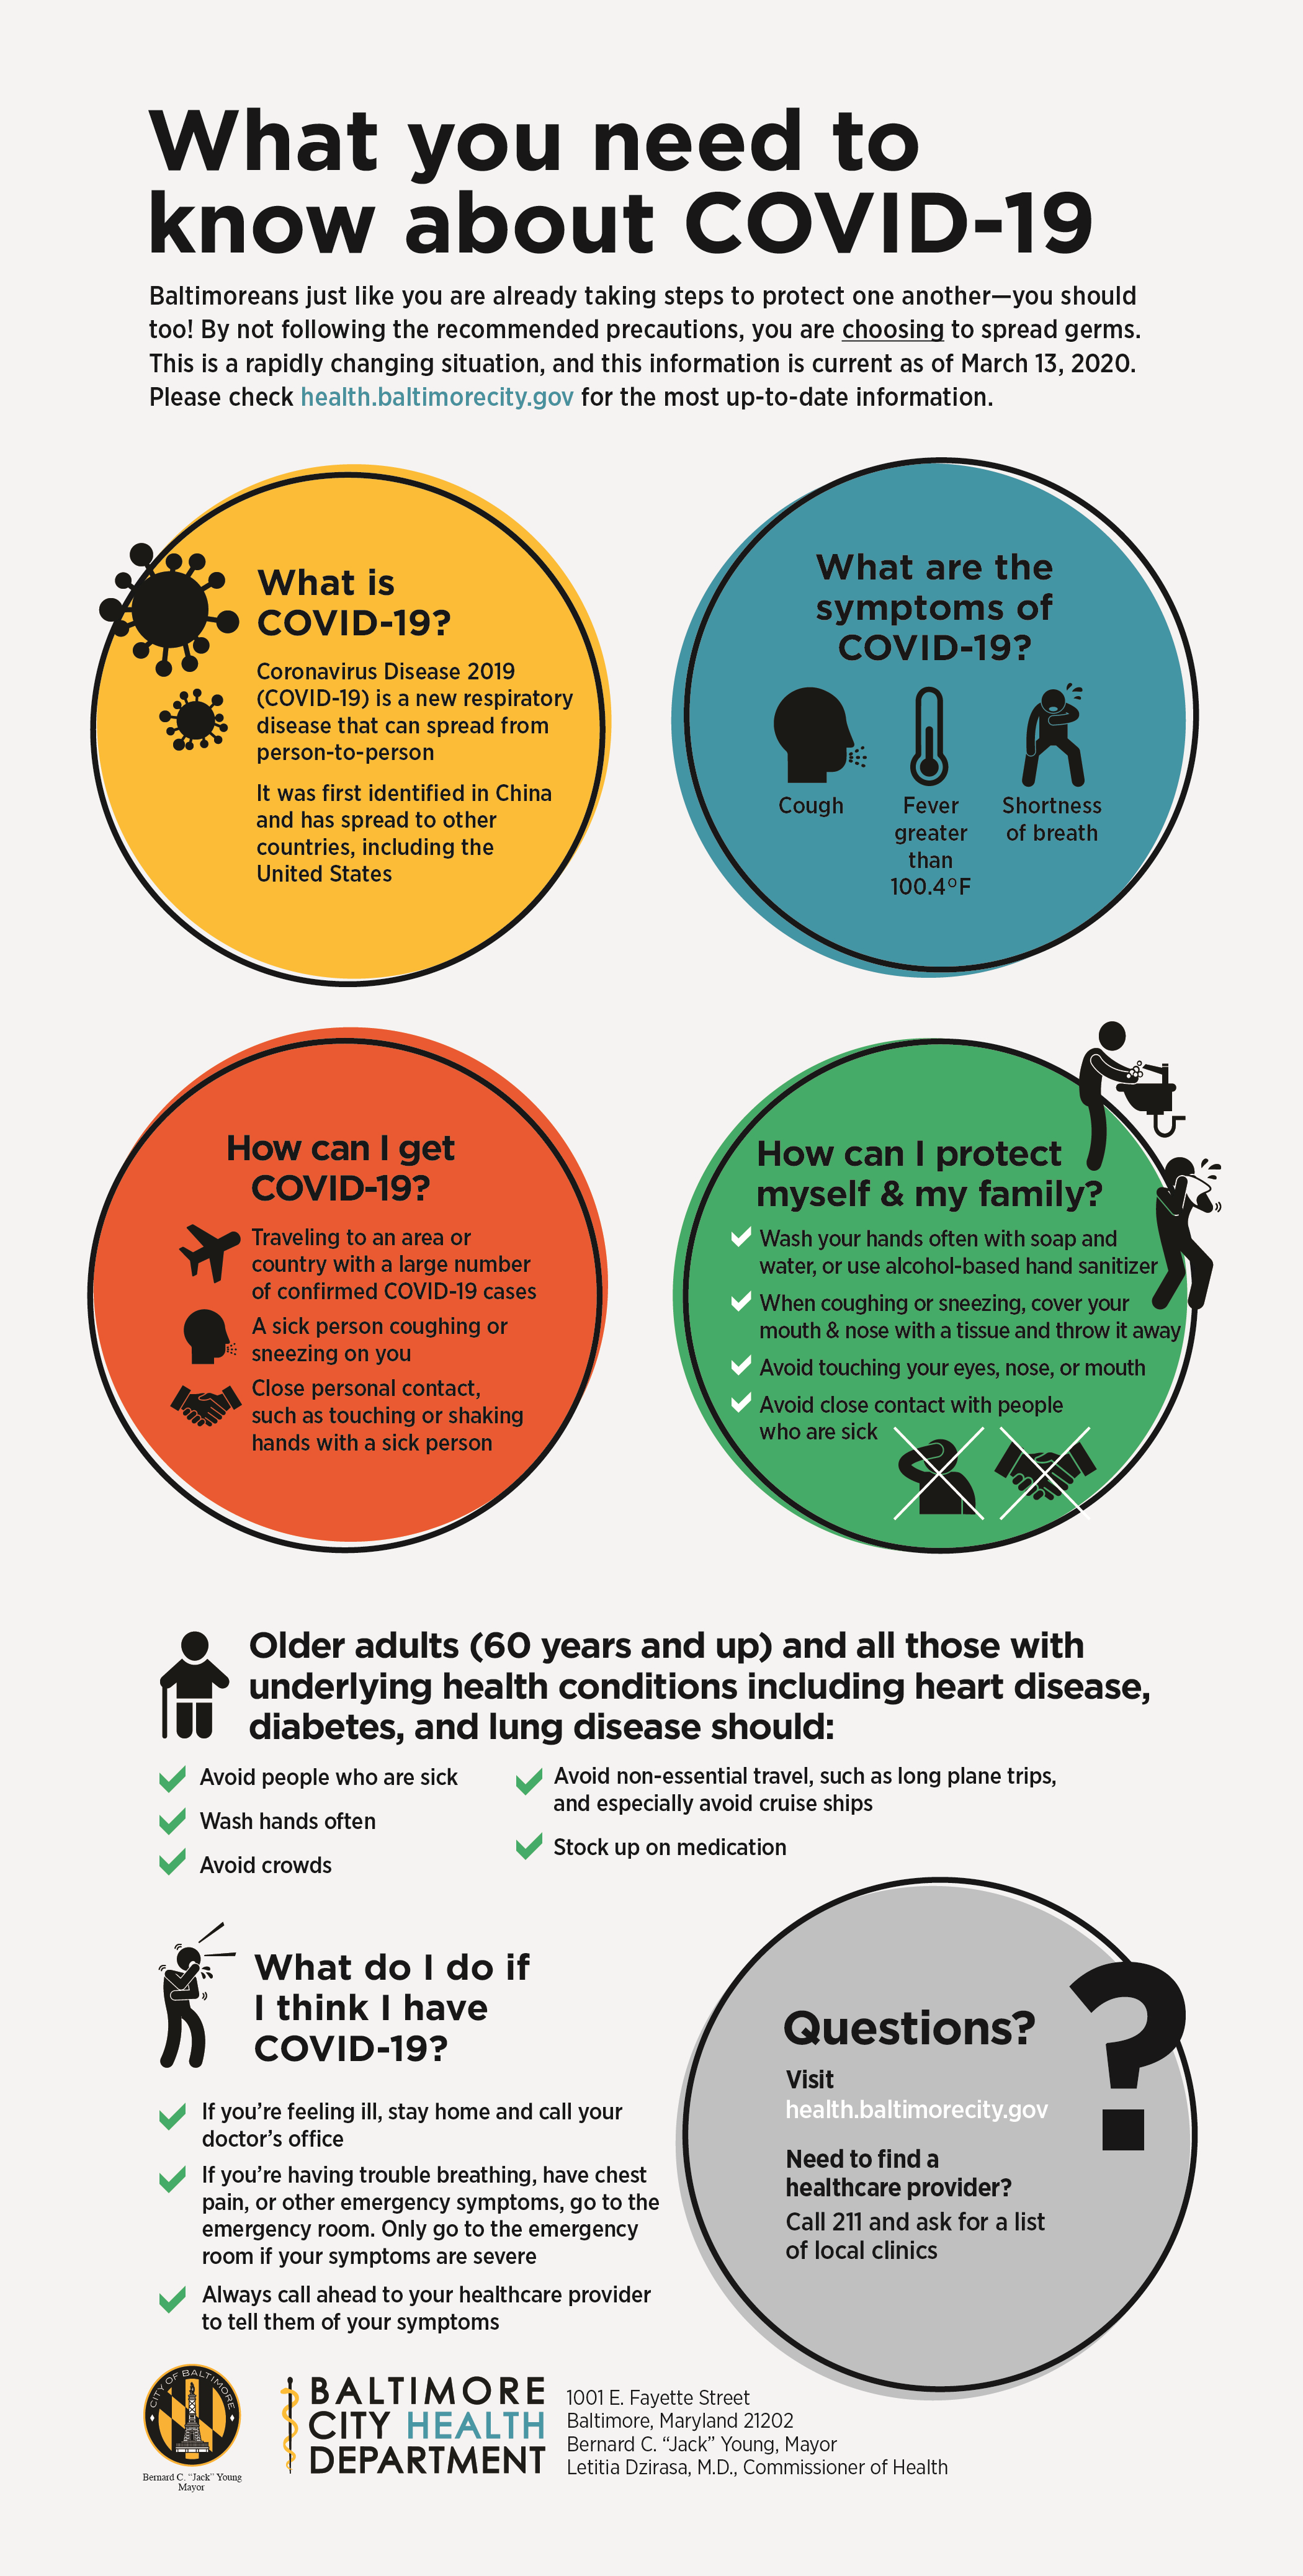 What you need to
know about COVID-19
Baltimoreans just like you are already taking steps to protect one another—you should
too! By not following the recommended precautions, you are choosing to spread germs.
This is a rapidly changing situation, and this information is current as of March 13, 2020.
Please check health.baltimorecity.gov for the most up-to-date information.
What is
COVID-19?
Coronavirus Disease 2019
(COVID-19) is a new respiratory
disease that can spread from
person-to-person
It was first identified in China
and has spread to other
countries, including the
United States
What are the
symptoms of
COVID-19?
Cough
Fever
greater
than
100.4°F
Shortness
of breath
How can I get
COVID-19?
Traveling to an area or
country with a large number
of confirmed COVID-19 cases
A sick person coughing or
sneezing on you
Close personal contact,
such as touching or shaking
hands with a sick person
How can I protect
myself & my family?
Wash your hands often with soap and
water, or use alcohol-based hand sanitizer
When coughing or sneezing, cover your
mouth & nose with a tissue and throw it away
Avoid touching your eyes, nose, or mouth
Avoid close contact with people
who are sick
Older adults (60 years and up) and all those with
underlying health conditions including heart disease,
diabetes, and lung disease should:
Avoid people who are sick
Wash hands often
Avoid crowds
Avoid non-essential travel, such as long plane trips,
and especially avoid cruise ships
Stock up on medication
What do I do if
I think I have
COVID-19?
If you're feeling ill, stay home and call your
doctor's office
If you're having trouble breathing, have chest
pain, or other emergency symptoms, go to the
emergency room. Only go to the emergency
room if your symptoms are severe
Always call ahead to your healthcare provider
to tell them of your symptoms
Questions?
?
Visit
health.baltimorecity.gov
Need to find a
healthcare provider?
Call 211 and ask for a list
of local clinics
CITY OF BALTIMORE
Bernard C. "Jack" Young
Mayor
BALTIMORE
CITY HEALTH
DEPARTMENT
1001 E. Fayette Street
Baltimore, Maryland 21202
Bernard C. "Jack" Young, Mayor
Letitia Dzirasa, M.D., Commissioner of Health